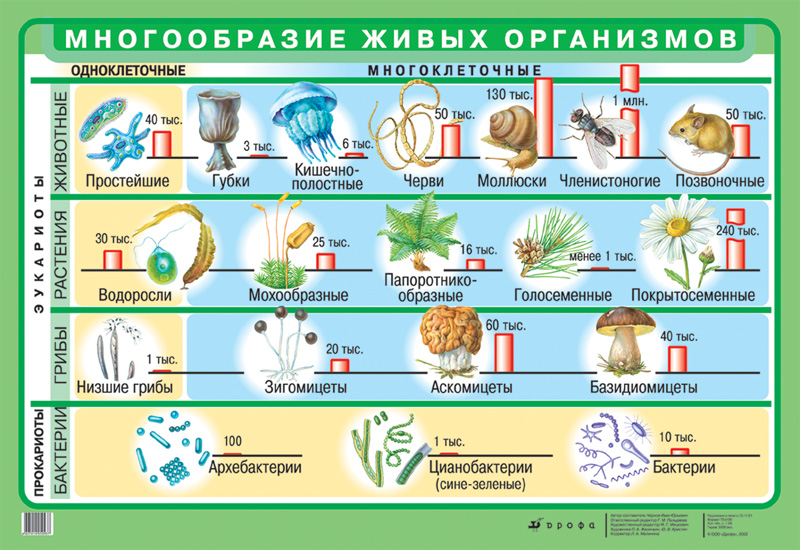 МНОГООБРАЗИЕ ЖИВЫХ ОРГАНИЗМОВ
ОДНОКЛЕТОЧНЫЕ
МНОГОКЛЕТОЧНЫЕ
ЭУКАРИОТЫ
ЖИВОТНЫЕ
40 тыс.
Простейшие
3 тыс.
Губки
6 тыс.
Кишечно-
полостные
50 тыс.
Черви
130 тыс.
Моллюски
1 млн.
Членистоногие
50 тыс.
Позвоночные
РАСТЕНИЯ
30 тыс.
Водоросли
25 тыс.
Мохообразные
16 тыс.
Папоротнико-
образные
менее 1 тыс.
Голосеменные
240 тыс.
Покрытосеменные
ГРИБЫ
1 тыс.
Низшие грибы
20 тыс.
Зигомицеты
60 тыс.
Аскомицеты
40 тыс.
Базидиомицеты
ПРОКАРИОТЫ
БАКТЕРИИ
100
Архебактерии
1 тыс.
Цианобактерии
(сине-зеленые)
10 тыс.
Бактерии
дрофа